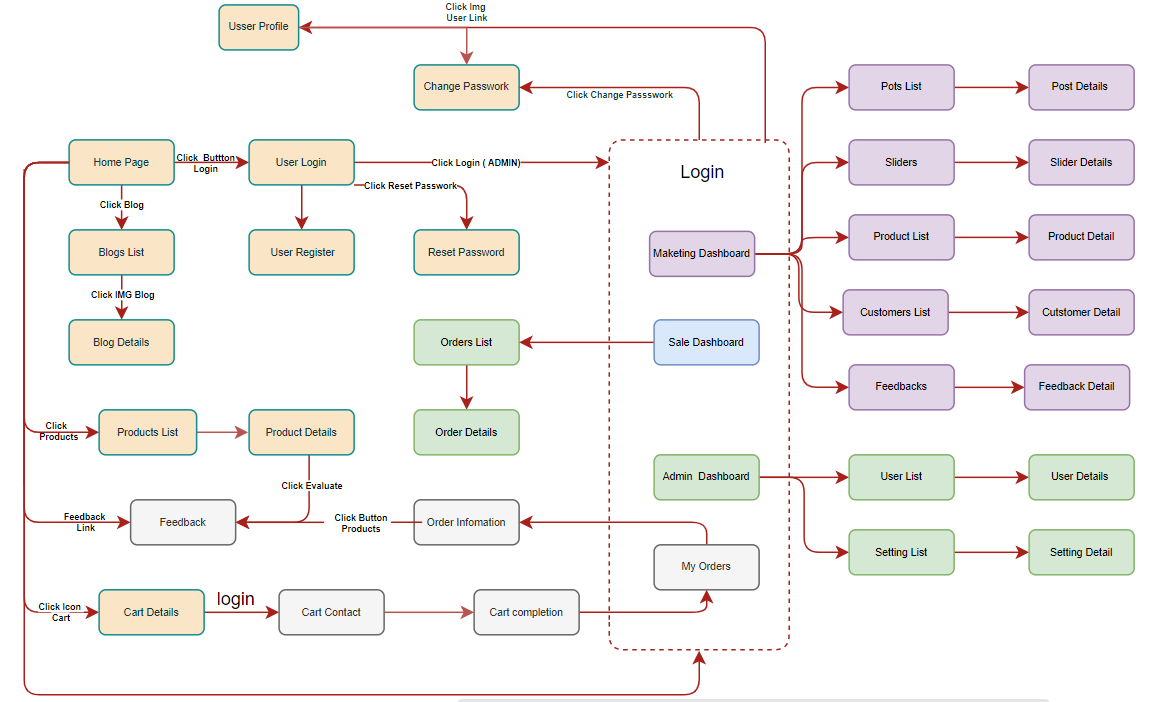 Click Img
User Link
Usser Profile
Change Passwork
Click Change Passswork
Pots List
Post Details
Home Page
Click Buttton
Login
User Login
Click Login ( ADMIN)
Login
Sliders
Slider Details
Click Reset Passwork
Click Blog
Blogs List
User Register
Reset Password
Maketing Dashboard
Product List
Product Detail
Click IMG Blog
Customers List
Cutstomer Detail
Blog Details
Orders List
Sale Dashboard
Feedbacks
Feedback Detail
Click
Products
Products List
Product Details
Order Details
Admin Dashboard
User List
User Details
Click Evaluate
Feedback
Link
Feedback
Click Button
Products
Order Infomation
My Orders
Setting List
Setting Detail
Click Icon
Cart
Cart Details
login
Cart Contact
Cart completion